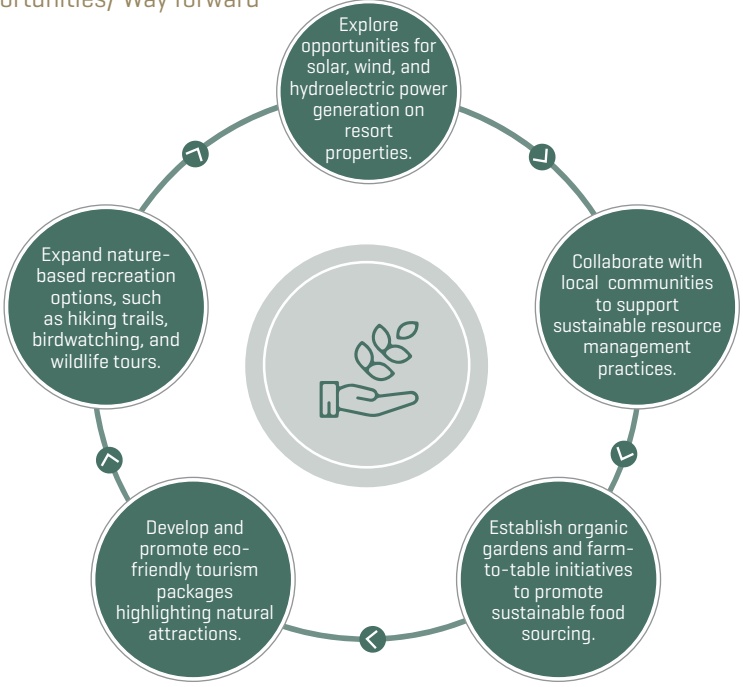 ortunities/ Way forward
Explore
opportunities for
solar, wind, and
hydroelectric power
generation on
resort
properties.
Collaborate with
local communities
to support
sustainable resource
management
practices.
Establish organic
gardens and farm-
to-table initiatives
to promote
sustainable food
sourcing.
Develop and
promote eco-
friendly tourism
packages
highlighting natural
attractions.
Expand nature-
based recreation
options, such
as hiking trails,
birdwatching, and
wildlife tours.